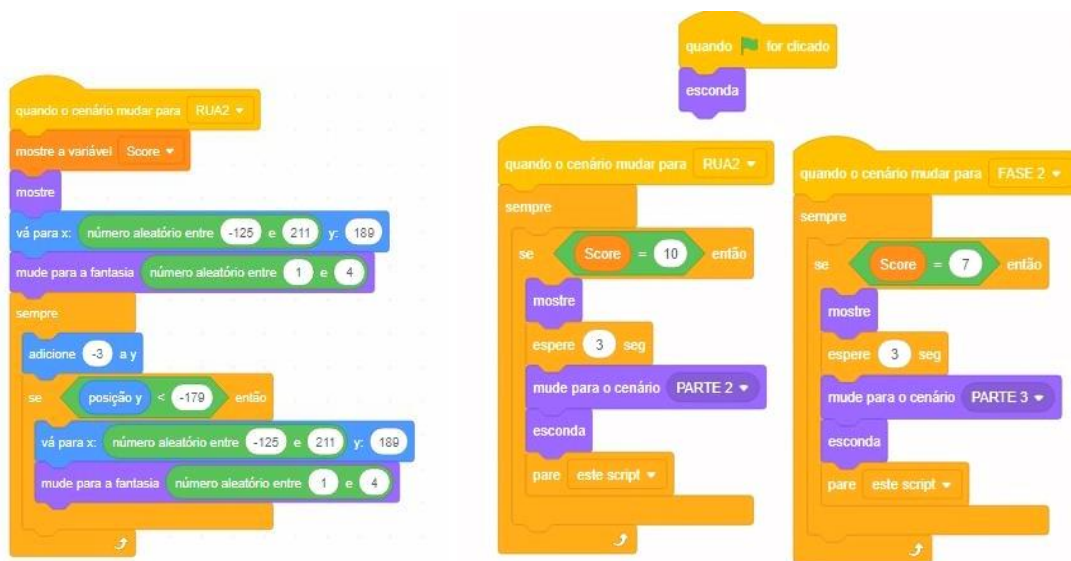 quando o cenário mudar para RUA2
mostre a variável Score
mostre
vá para x: número aleatório entre -125 e 211 y: 189
mude para a fantasia número aleatório entre 1 e 4
sempre
adicione -3 a y
se posição y < -179 então
vá para x: número aleatório entre -125 e 211 y: 189
mude para a fantasia número aleatório entre 1 e 4
quando for clicado
esconda
quando o cenário mudar para RUA2
sempre
se Score = 10 então
mostre
espere 3 seg
mude para o cenário PARTE 2
esconda
pare este script
quando o cenário mudar para FASE 2
sempre
se Score = 7 então
mostre
espere 3 seg
mude para o cenário PARTE 3
esconda
pare este script